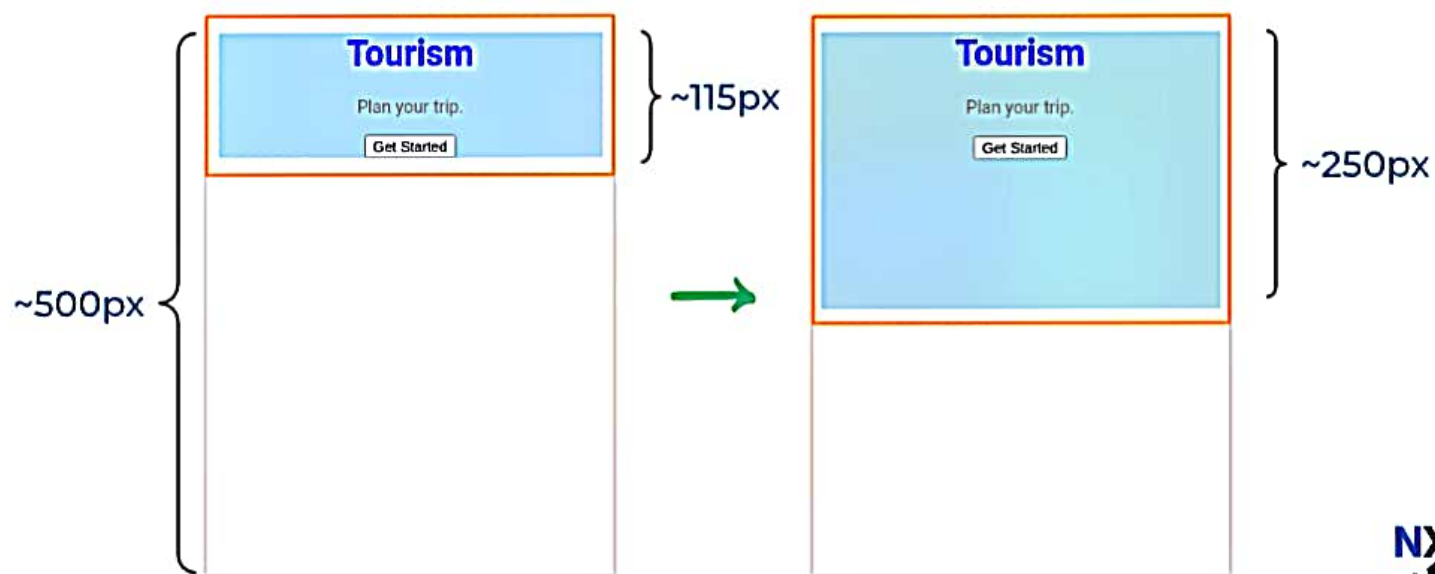 Tourism
Plan your trip.
Get Started
~115px
~500px
Tourism
Plan your trip.
Get Started
~250px